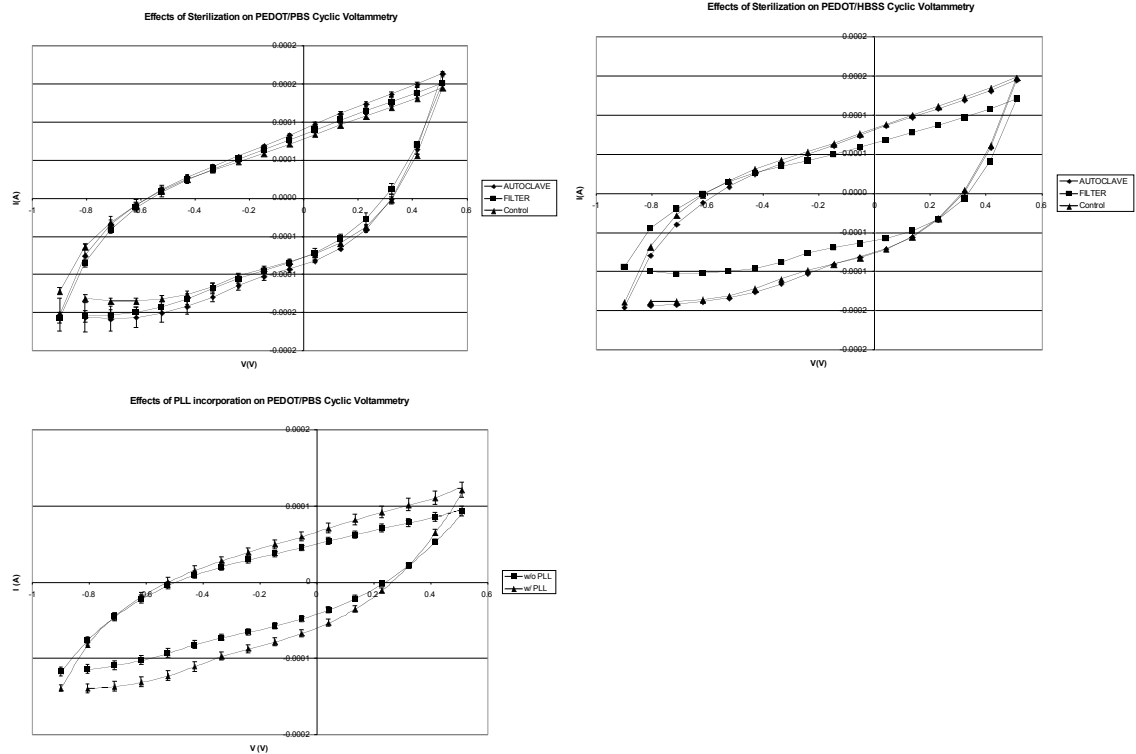 Effects of Sterilization on PEDOT/PBS Cyclic Voltammetry
0.0002
0.0002
0.0001
0.0001
0.0000
-0.0001
-0.0001
-0.0002
-0.0002
-1 -0.8 -0.6 -0.4 -0.2 0 0.2 0.4 0.6
I(A)
V(V)
AUTOCLAVE
FILTER
Control
Effects of Sterilization on PEDOT/HBSS Cyclic Voltammetry
0.0002
0.0002
0.0001
0.0001
0.0000
-0.0001
-0.0001
-0.0002
-0.0002
-1 -0.8 -0.6 -0.4 -0.2 0 0.2 0.4 0.6
I(A)
V(V)
AUTOCLAVE
FILTER
Control
Effects of PLL incorporation on PEDOT/PBS Cyclic Voltammetry
0.0002
0.0001
0
-0.0001
-0.0002
-1 -0.8 -0.6 -0.4 -0.2 0 0.2 0.4 0.6
I (A)
V (V)
w/o PLL
w/ PLL